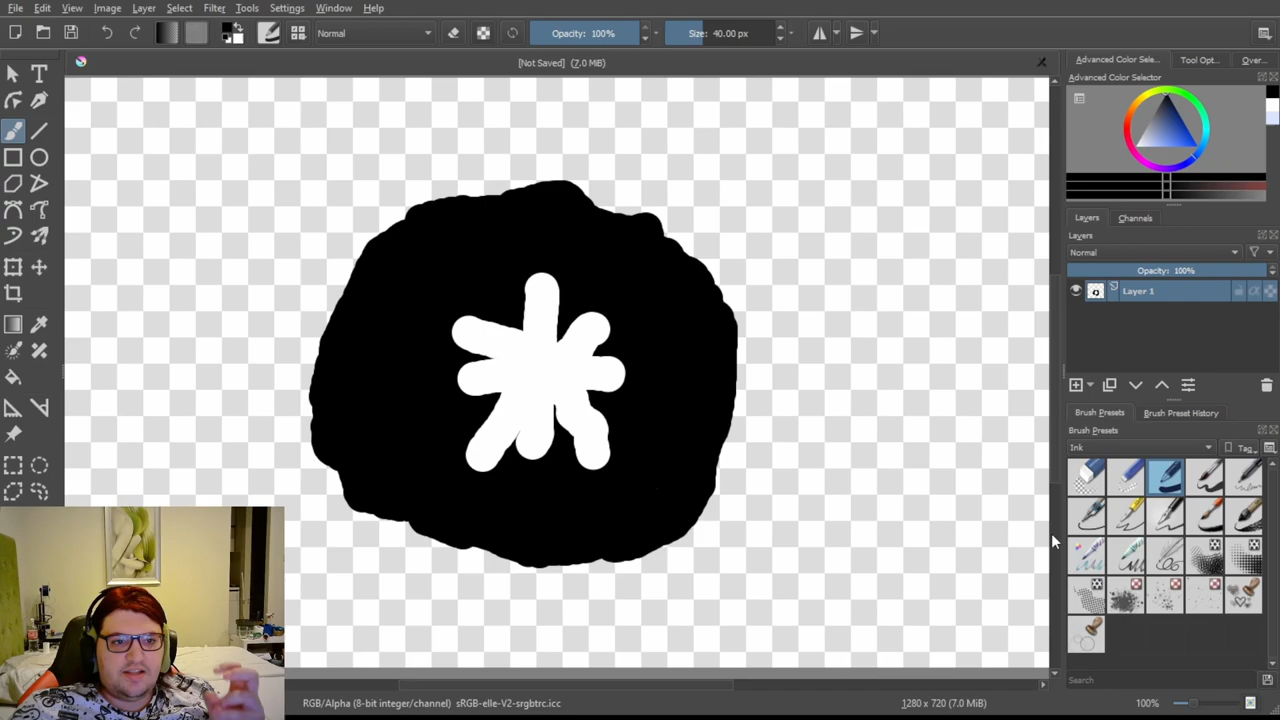 File Edit View Image Layer Select Filter Tools Settings Window Help
Normal Opacity: 100% Size: 40.00 px
[Not Saved] (7.0 MiB)
Advanced Color Sele... Tool Opt... Over...
Advanced Color Selector
Layers Channels
Layers
Normal
Opacity: 100%
Layer 1
Brush Presets Brush Preset History
Brush Presets
Ink Tag
Search
RGB/Alpha (8-bit integer/channel) sRGB-elle-V2-srgbtrc.icc 1280 x 720 (7.0 MiB) 100%